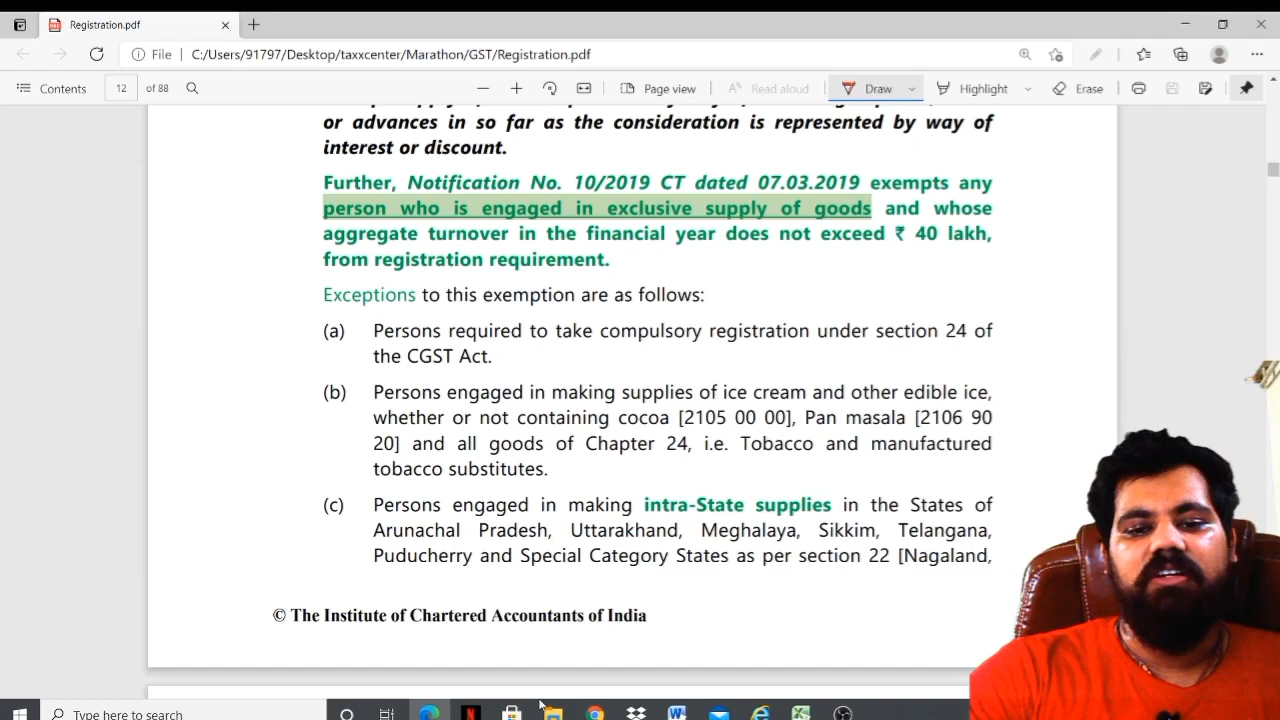 Registration.pdf
File C:/Users/91797/Desktop/taxxcenter/Marathon/GST/Registration.pdf
Contents 12 of 88 Page view Read aloud Draw Highlight Erase
or advances in so far as the consideration is represented by way of
interest or discount.
Further, Notification No. 10/2019 CT dated 07.03.2019 exempts any
person who is engaged in exclusive supply of goods and whose
aggregate turnover in the financial year does not exceed ₹ 40 lakh,
from registration requirement.
Exceptions to this exemption are as follows:
(a) Persons required to take compulsory registration under section 24 of
the CGST Act.
(b) Persons engaged in making supplies of ice cream and other edible ice,
whether or not containing cocoa [2105 00 00], Pan masala [2106 90
20] and all goods of Chapter 24, i.e. Tobacco and manufactured
tobacco substitutes.
(c) Persons engaged in making intra-State supplies in the States of
Arunachal Pradesh, Uttarakhand, Meghalaya, Sikkim, Telangana,
Puducherry and Special Category States as per section 22 [Nagaland,
© The Institute of Chartered Accountants of India
Type here to search